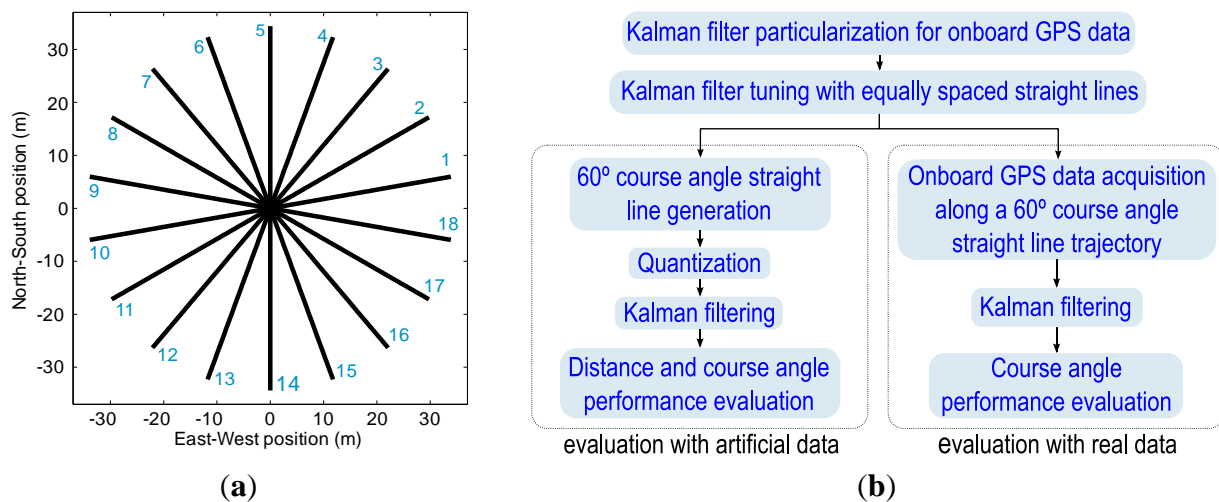 5
6
4
7
3
8
2
9
1
10
18
11
17
12
16
13
14
15
30
20
10
0
-10
-20
-30
North-South position (m)
-30 -20 -10 0 10 20 30
East-West position (m)
(a)
Kalman filter particularization for onboard GPS data
Kalman filter tuning with equally spaced straight lines
60º course angle straight
line generation
Quantization
Kalman filtering
Distance and course angle
performance evaluation
evaluation with artificial data
Onboard GPS data acquisition
along a 60º course angle
straight line trajectory
Kalman filtering
Course angle
performance evaluation
evaluation with real data
(b)